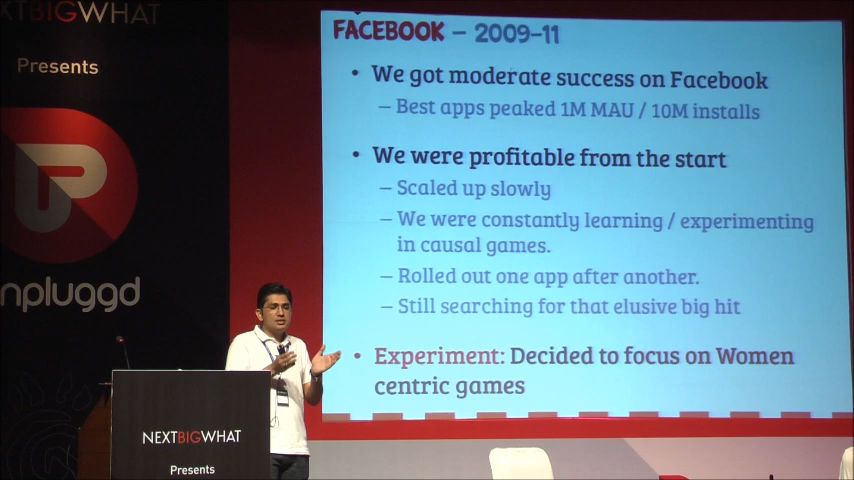 XTBIGWHAT
Presents
npluggd
FACEBOOK – 2009-11
• We got moderate success on Facebook
– Best apps peaked 1M MAU / 10M installs
• We were profitable from the start
– Scaled up slowly
– We were constantly learning / experimenting
in causal games.
– Rolled out one app after another.
– Still searching for that elusive big hit
• Experiment: Decided to focus on Women
centric games
NEXTBIGWHAT
Presents